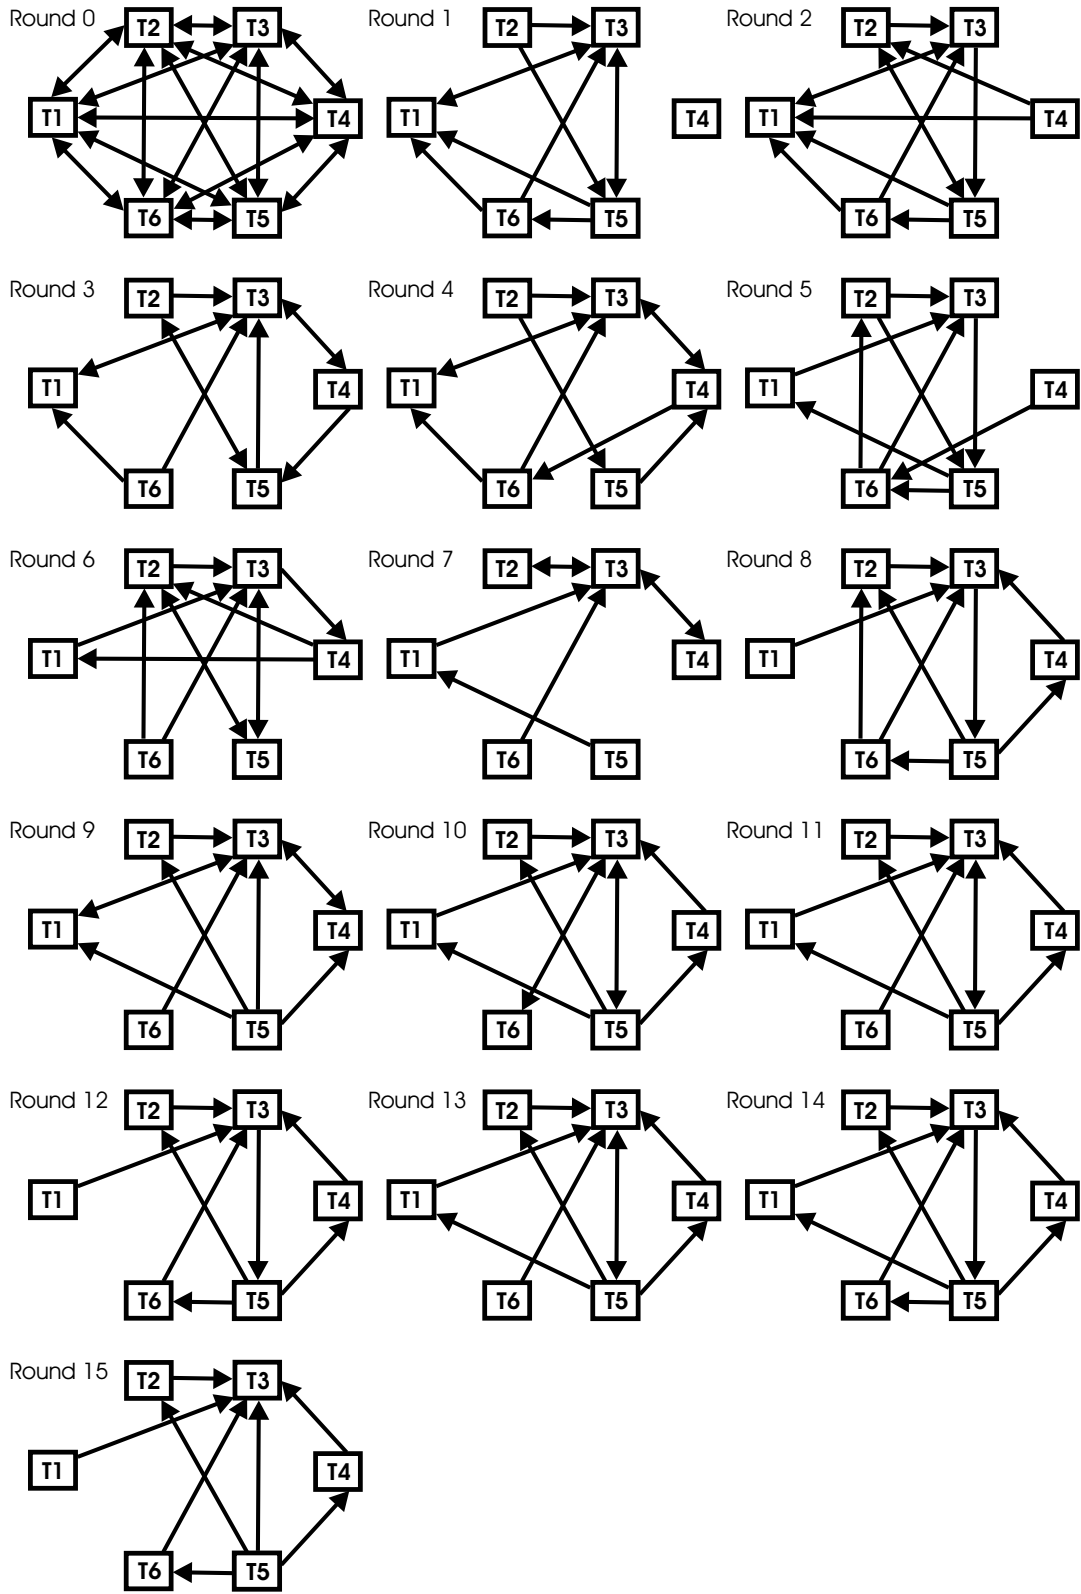 Round 0 T2 T3 Round 1 T2 T3 Round 2 T2 T3
T1 T4 T1 T4 T1 T4
T6 T5 T6 T5 T6 T5
Round 3 T2 T3 Round 4 T2 T3 Round 5 T2 T3
T1 T4 T1 T4 T1 T4
T6 T5 T6 T5 T6 T5
Round 6 T2 T3 Round 7 T2 T3 Round 8 T2 T3
T1 T4 T1 T4 T1 T4
T6 T5 T6 T5 T6 T5
Round 9 T2 T3 Round 10 T2 T3 Round 11 T2 T3
T1 T4 T1 T4 T1 T4
T6 T5 T6 T5 T6 T5
Round 12 T2 T3 Round 13 T2 T3 Round 14 T2 T3
T1 T4 T1 T4 T1 T4
T6 T5 T6 T5 T6 T5
Round 15 T2 T3
T1 T4
T6 T5